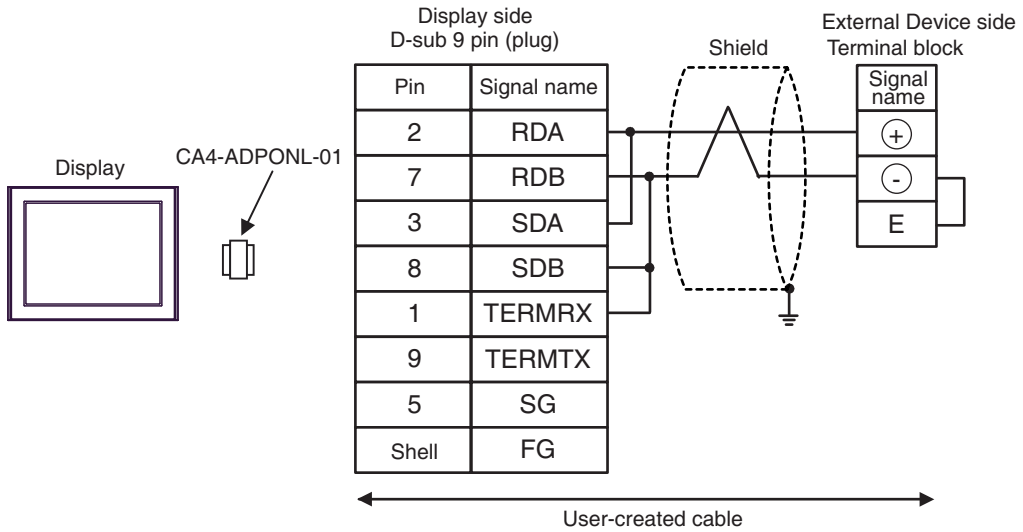 Display side
D-sub 9 pin (plug)
External Device side
Terminal block
Shield
Pin Signal name
Signal
name
2 RDA
+
CA4-ADPONL-01
Display
7 RDB
-
3 SDA
E
8 SDB
1 TERMRX
9 TERMTX
5 SG
Shell FG
User-created cable